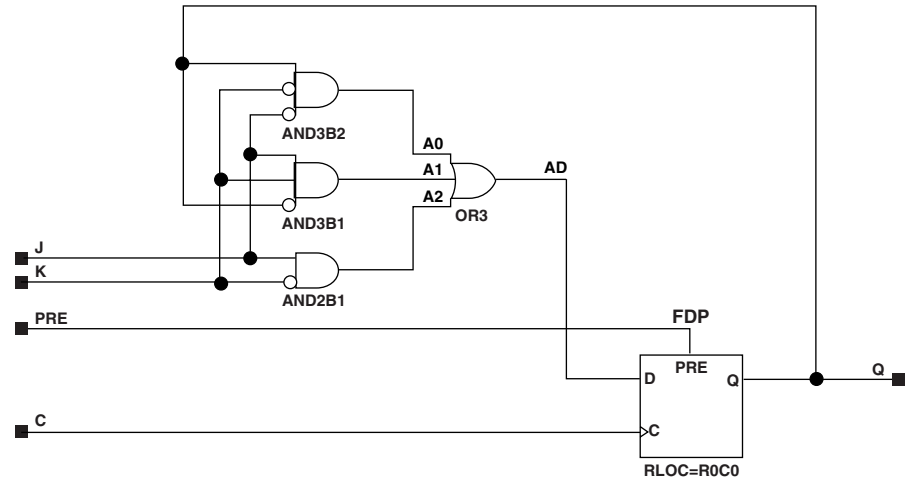 AND3B2
A0
A1
AD
A2
OR3
AND3B1
J
K
AND2B1
PRE
FDP
PRE
D
Q
Q
C
C
RLOC=R0C0